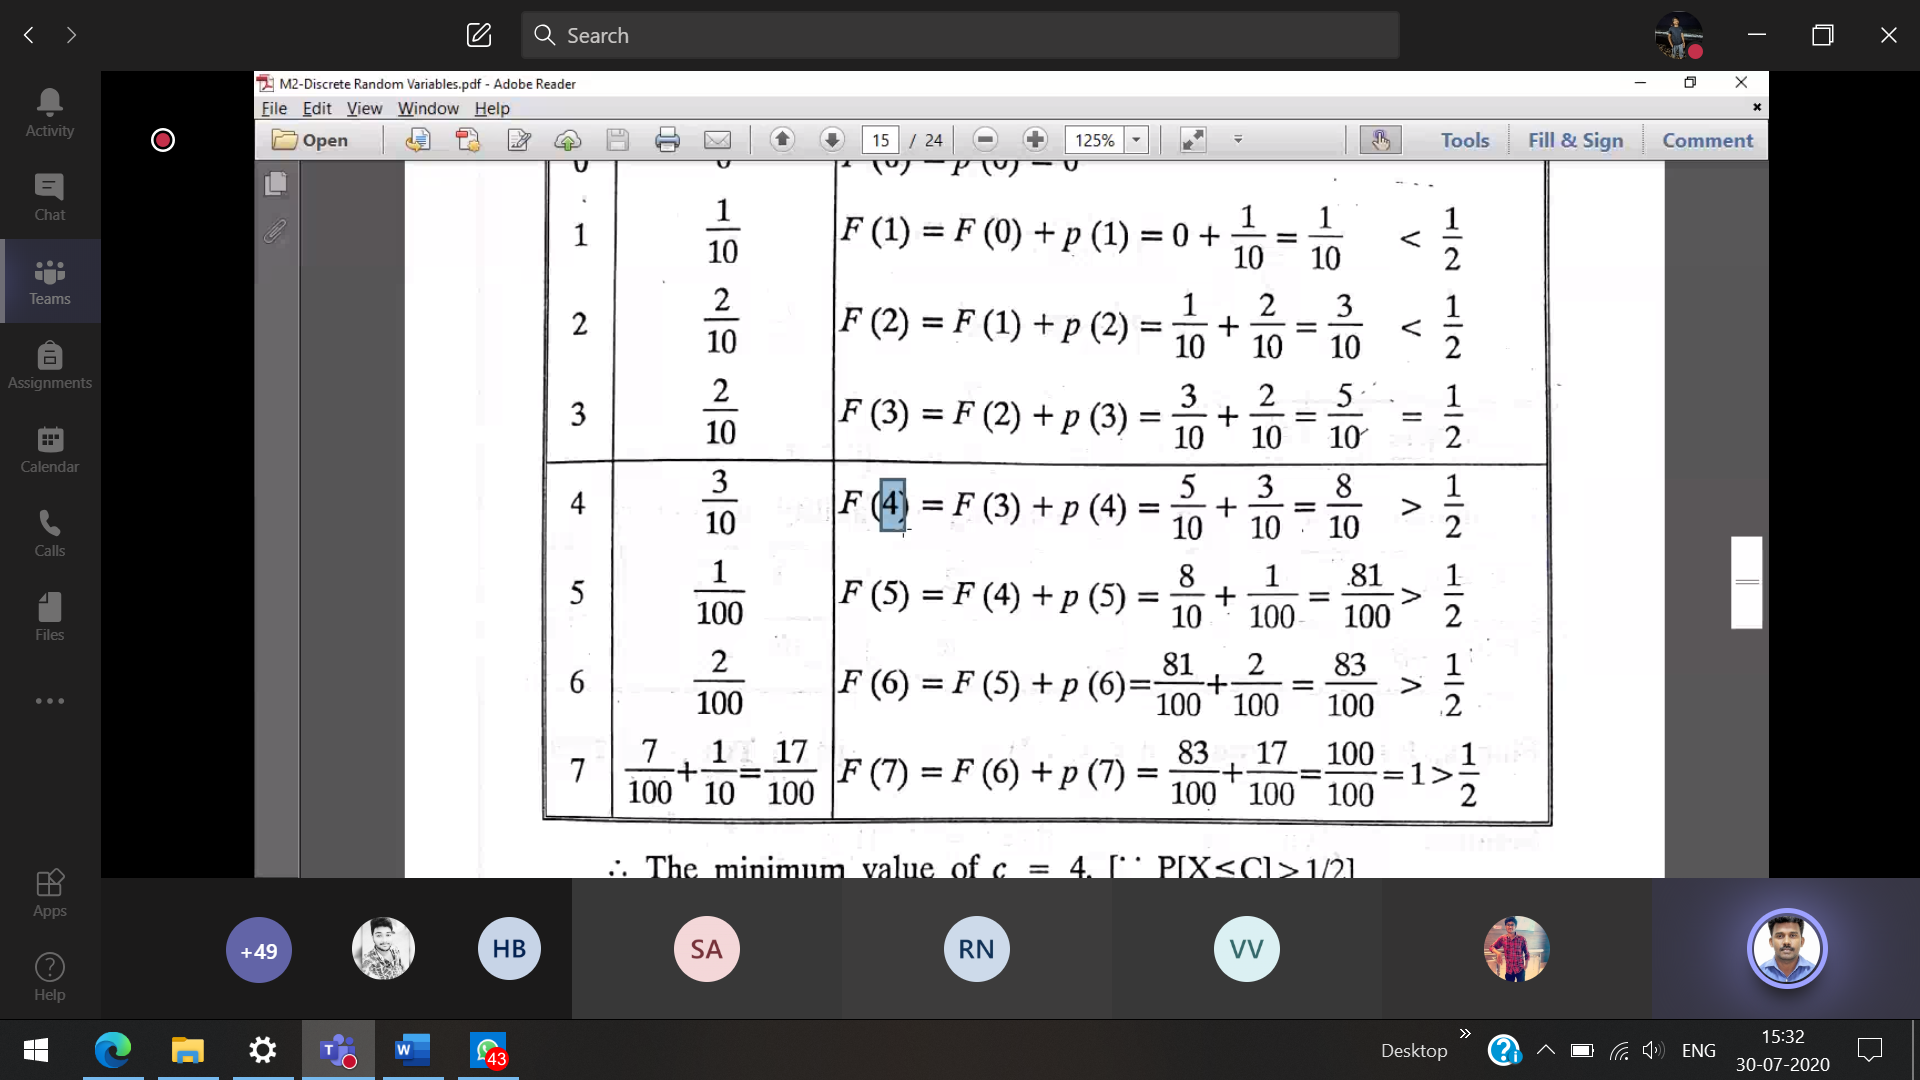 Search
M2-Discrete Random Variables.pdf - Adobe Reader
File Edit View Window Help
Open 15 / 24 125% Tools Fill & Sign Comment
Activity
Chat
Teams
Assignments
Calendar
Calls
Files
Apps
Help
0 0 F (0) = p (0) = 0
1 1/10 F (1) = F (0) + p (1) = 0 + 1/10 = 1/10 < 1/2
2 2/10 F (2) = F (1) + p (2) = 1/10 + 2/10 = 3/10 < 1/2
3 2/10 F (3) = F (2) + p (3) = 3/10 + 2/10 = 5/10 = 1/2
4 3/10 F (4) = F (3) + p (4) = 5/10 + 3/10 = 8/10 > 1/2
5 1/100 F (5) = F (4) + p (5) = 8/10 + 1/100 = 81/100 > 1/2
6 2/100 F (6) = F (5) + p (6) = 81/100 + 2/100 = 83/100 > 1/2
7 7/100 + 1/10 = 17/100 F (7) = F (6) + p (7) = 83/100 + 17/100 = 100/100 = 1 > 1/2
∴ The minimum value of c = 4. [∵ P[X≤C]>1/2]
+49 HB SA RN VV
43
Desktop ENG 15:32
30-07-2020